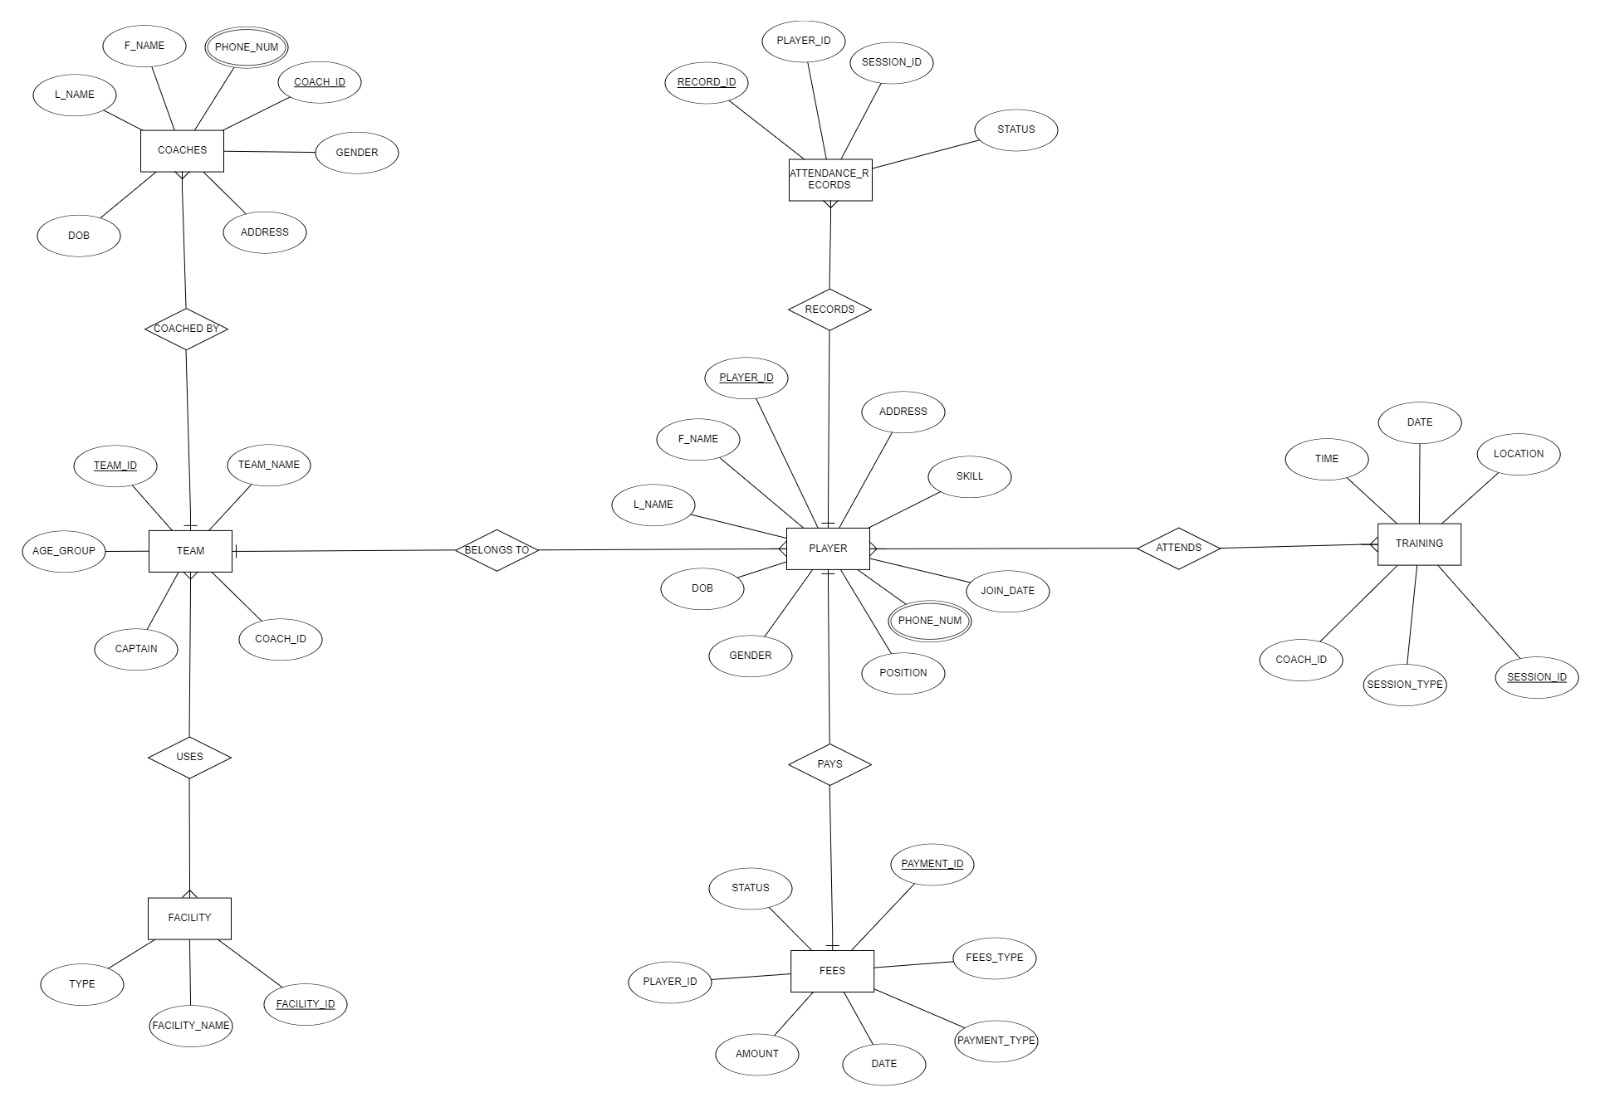 F_NAME
PHONE_NUM
COACH_ID
L_NAME
COACHES
GENDER
DOB
ADDRESS
COACHED BY
PLAYER_ID
SESSION_ID
RECORD_ID
STATUS
ATTENDANCE_R
ECORDS
RECORDS
TEAM_ID
TEAM_NAME
AGE_GROUP
TEAM
CAPTAIN
COACH_ID
BELONGS TO
PLAYER_ID
ADDRESS
F_NAME
SKILL
L_NAME
PLAYER
DOB
JOIN_DATE
PHONE_NUM
GENDER
POSITION
ATTENDS
DATE
TIME
LOCATION
TRAINING
COACH_ID
SESSION_TYPE
SESSION_ID
USES
PAYS
FACILITY
TYPE
FACILITY_ID
FACILITY_NAME
PAYMENT_ID
STATUS
FEES_TYPE
FEES
PLAYER_ID
PAYMENT_TYPE
AMOUNT
DATE